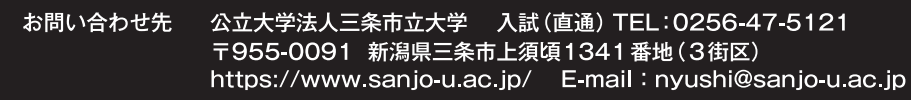 お問い合わせ先 公立大学法人三条市立大学 入試(直通) TEL:0256-47-5121
〒955-0091 新潟県三条市上須頃1341番地(3街区)
https://www.sanjo-u.ac.jp/ E-mail:nyushi@sanjo-u.ac.jp